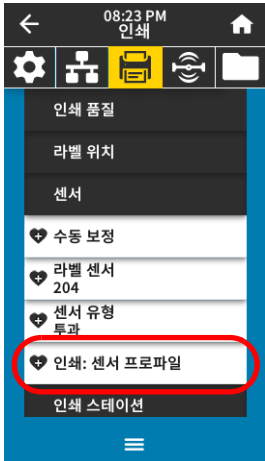 08:23 PM
인쇄
인쇄 품질
라벨 위치
센서
수동 보정
라벨 센서
204
센서 유형
투과
인쇄: 센서 프로파일
인쇄 스테이션